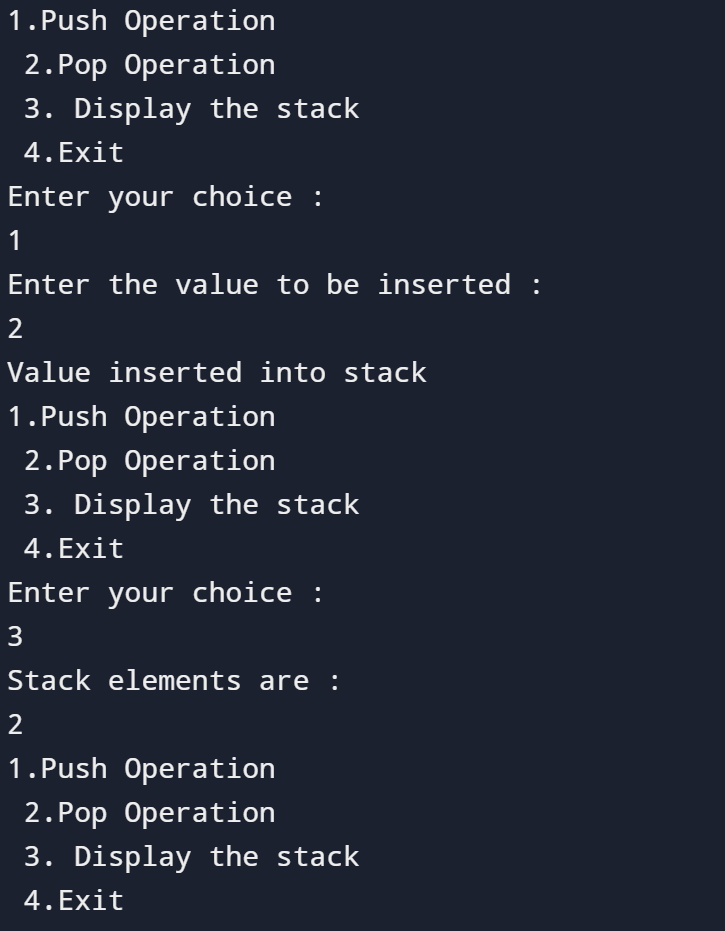 1.Push Operation
 2.Pop Operation
 3. Display the stack
 4.Exit
Enter your choice :
1
Enter the value to be inserted :
2
Value inserted into stack
1.Push Operation
 2.Pop Operation
 3. Display the stack
 4.Exit
Enter your choice :
3
Stack elements are :
2
1.Push Operation
 2.Pop Operation
 3. Display the stack
 4.Exit